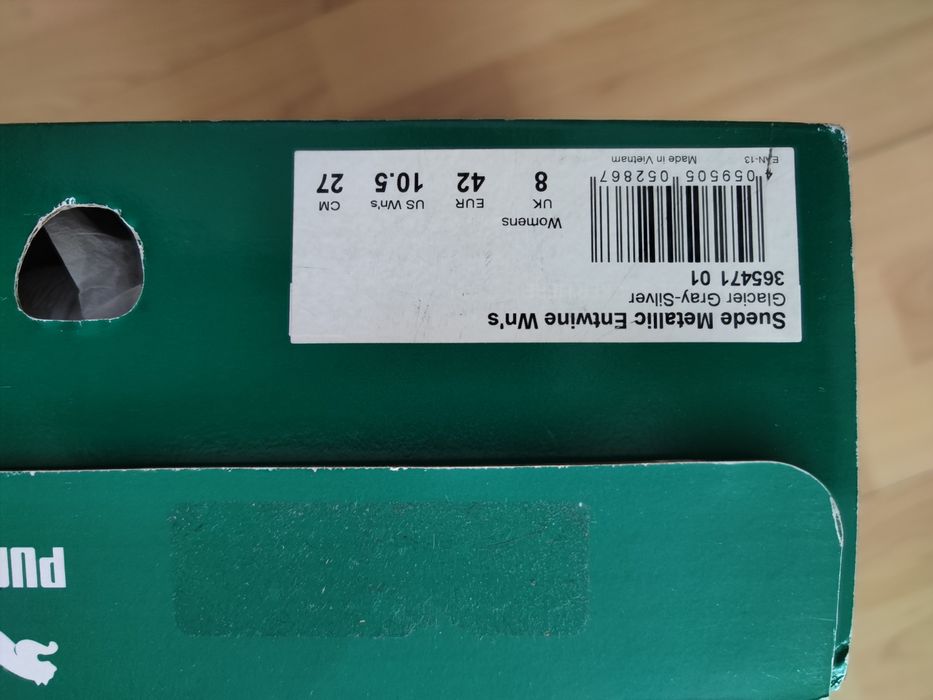 Suede Metallic Entwine Wn's
Glacier Gray-Silver
365471 01
Womens
UK EUR US Wn's CM
8 42 10.5 27
4 059505 052867
EAN-13 Made in Vietnam